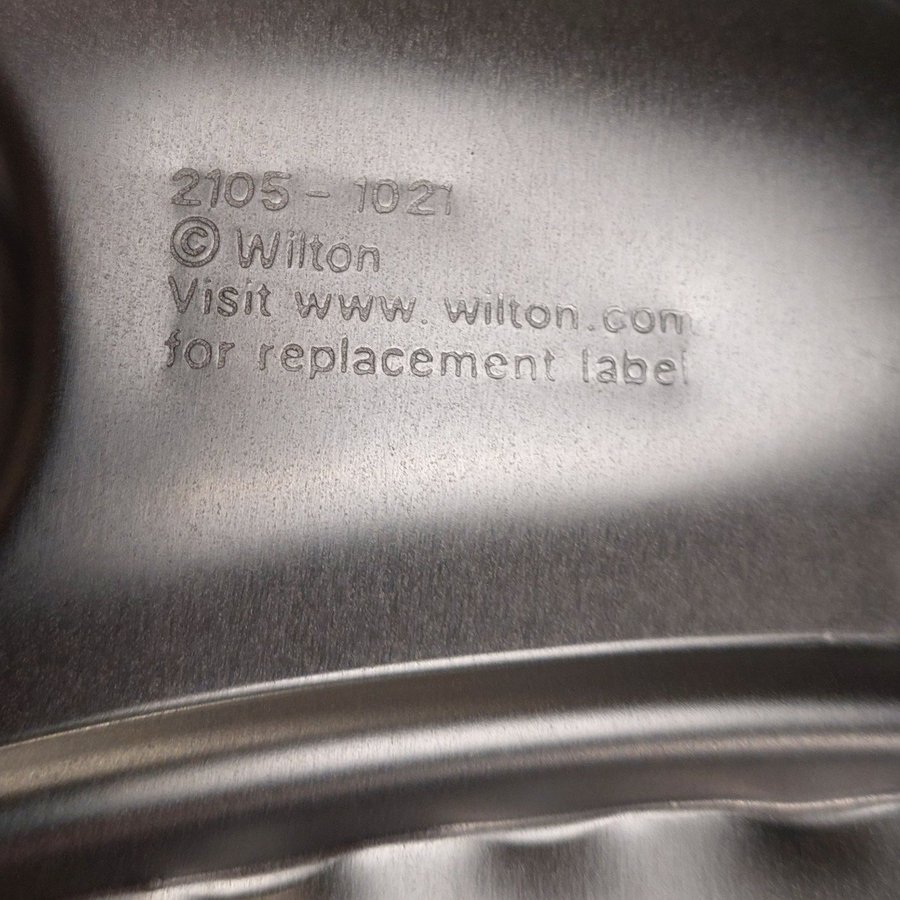 2105-1021
© Wilton
Visit www.wilton.com
for replacement label